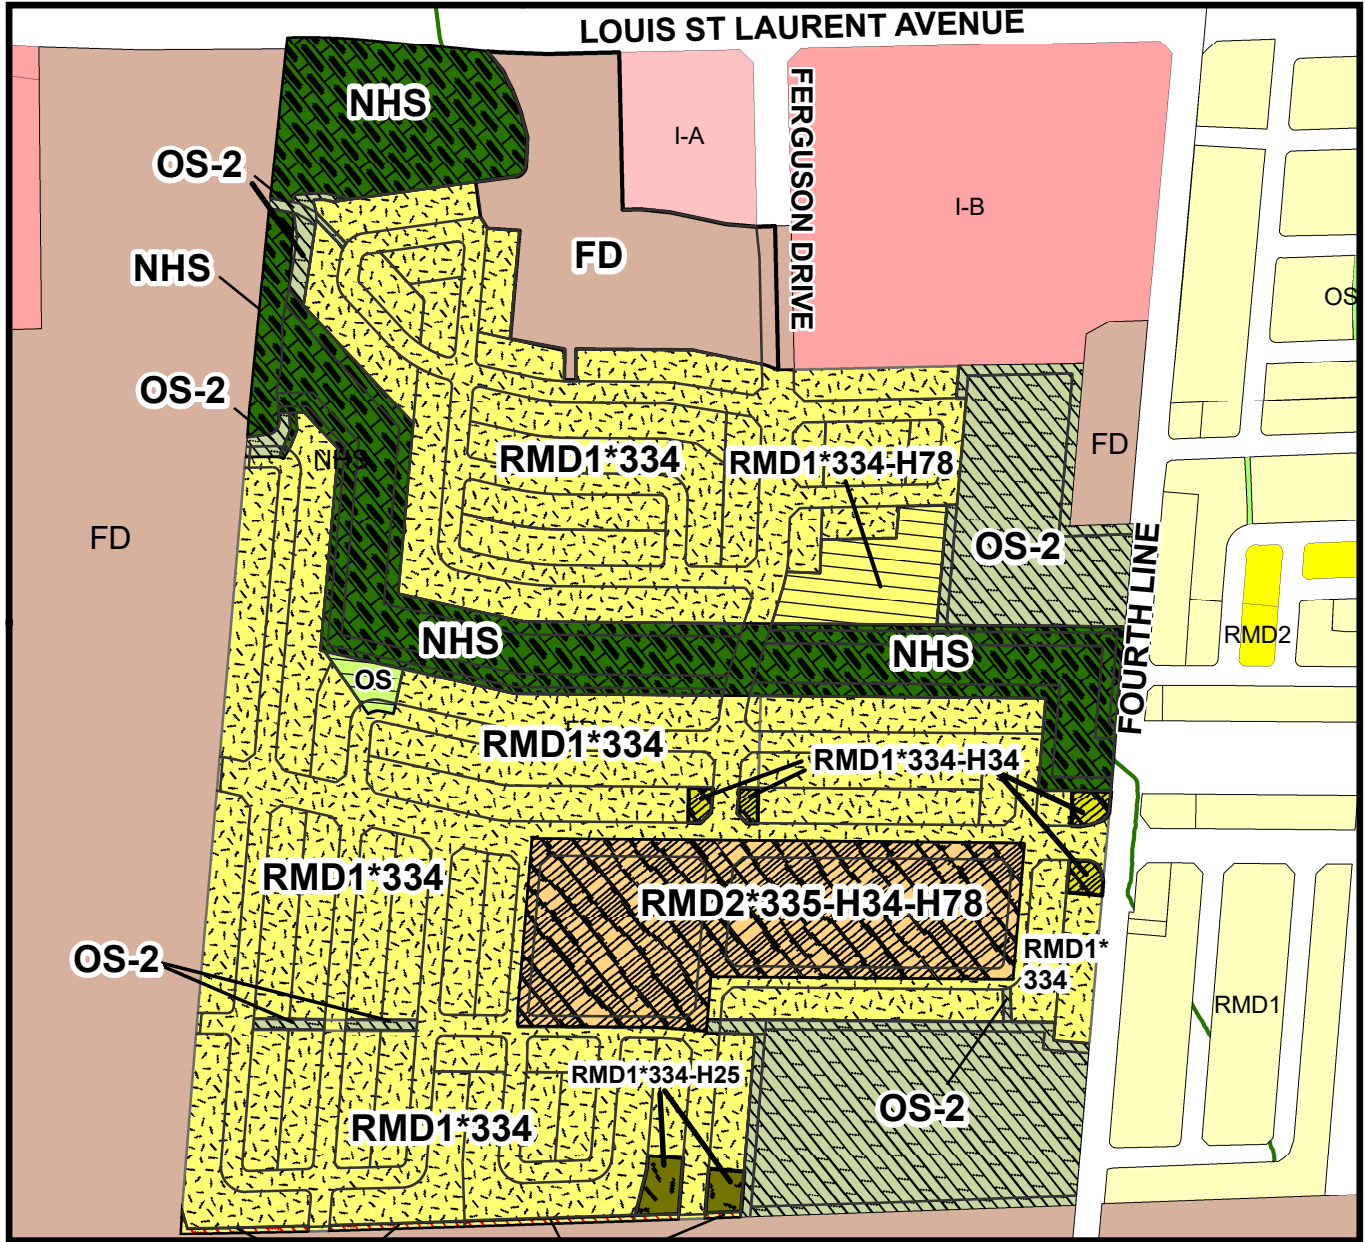 LOUIS ST LAURENT AVENUE
NHS
I-A
FERGUSON DRIVE
OS-2
I-B
NHS
FD
OS
OS-2
FD
NHS
RMD1*334
RMD1*334-H78
FD
OS-2
FOURTH LINE
NHS
NHS
RMD2
OS
RMD1*334
RMD1*334-H34
RMD1*334
RMD2*335-H34-H78
OS-2
RMD1*
334
RMD1
RMD1*334-H25
RMD1*334
OS-2